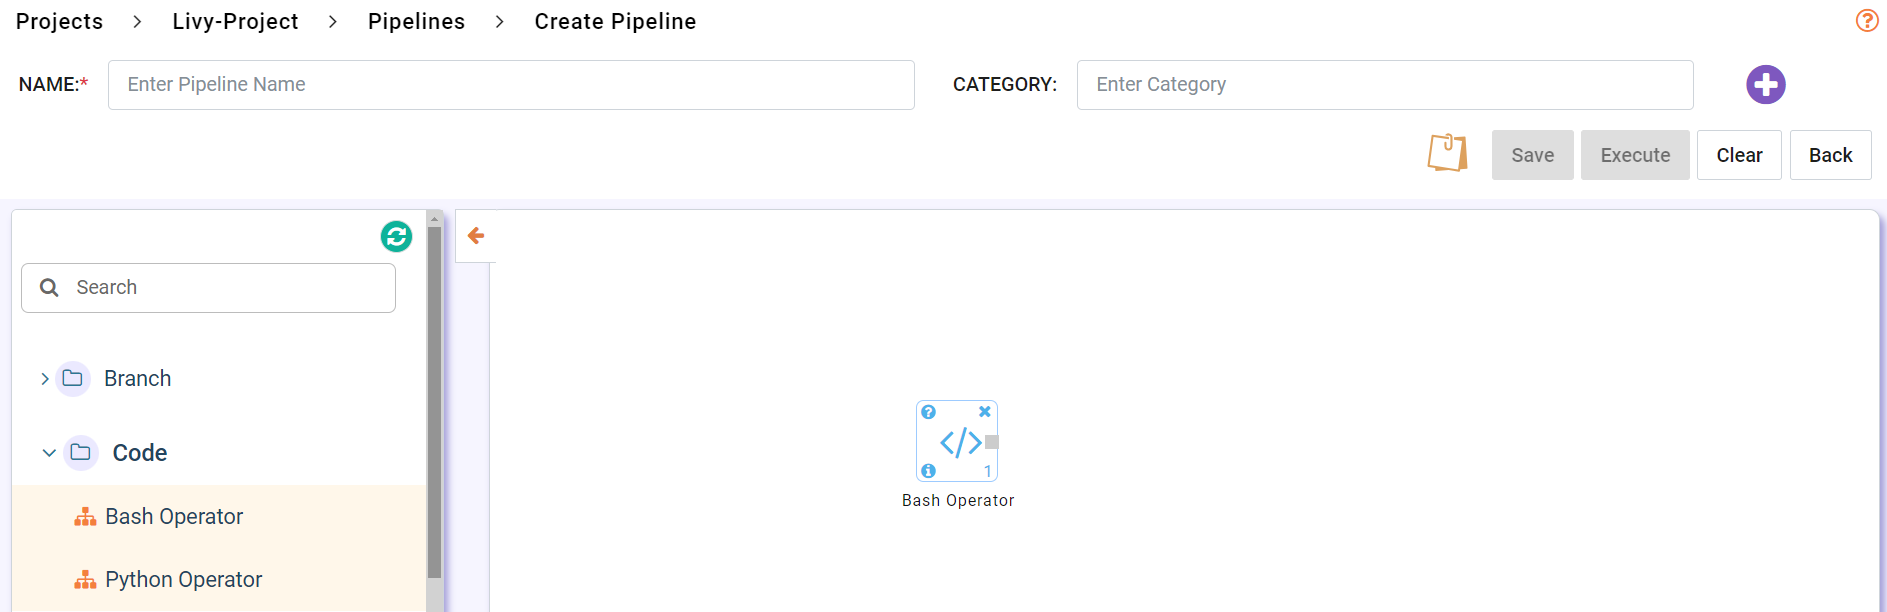 Projects > Livy-Project > Pipelines > Create Pipeline
NAME:* Enter Pipeline Name CATEGORY: Enter Category
Save Execute Clear Back
Search
Branch
Code
1
Bash Operator
Bash Operator
Python Operator